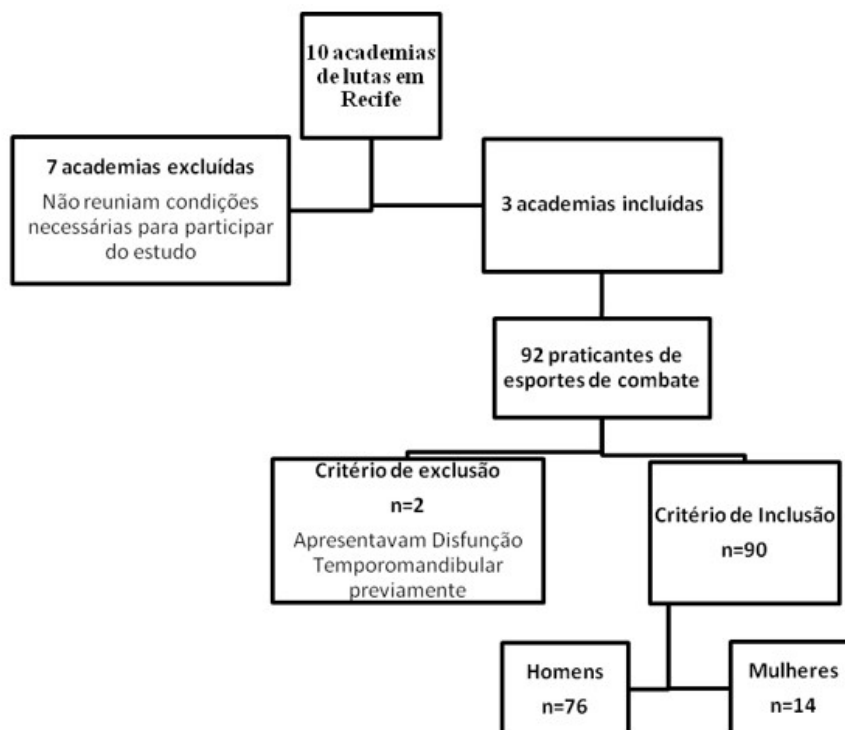 10 academias
de lutas em
Recife
7 academias excluídas
Não reuniam condições
necessárias para participar
do estudo
3 academias incluídas
92 praticantes de
esportes de combate
Critério de exclusão
n=2
Apresentavam Disfunção
Temporomandibular
previamente
Critério de Inclusão
n=90
Homens
n=76
Mulheres
n=14